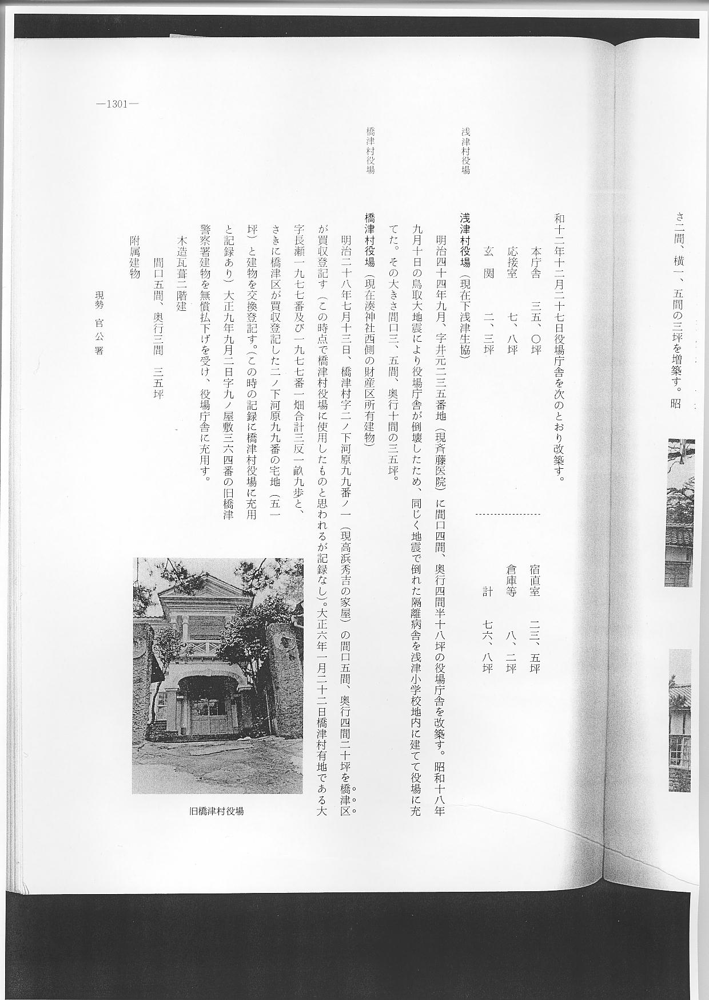 さ二間、横一、五間の三坪を増築す。昭
和十二年十二月二十七日役場庁舎を次のとおり改築す。
本庁舎　三五、〇坪　宿直室　二三、五坪
応接室　七、八坪　倉庫等　八、二坪
玄　関　二、三坪　計　七六、八坪
浅津村役場
浅津村役場（現在下浅津生協）
明治四十四年九月、字井元二三五番地（現斉藤医院）に間口四間、奥行四間半十八坪の役場庁舎を改築す。昭和十八年
九月十日の鳥取大地震により役場庁舎が倒壊したため、同じく地震で倒れた隔離病舎を浅津小学校地内に建てて役場に充
てた。その大きさ間口三、五間、奥行十間の三五坪。
橋津村役場
橋津村役場（現在湊神社西側の財産区所有建物）
明治二十八年七月十三日、橋津村字二ノ下河原九九番ノ一（現高浜秀吉の家屋）の間口五間、奥行四間二十坪を橋津区
が買収登記す（この時点で橋津村役場に使用したものと思われるが記録なし）。大正六年一月二十二日橋津村有地である大
字長瀬一九七七番及び一九七七番一畑合計三反一畝九歩と、
さきに橋津区が買収登記した二ノ下河原九九番の宅地（五一
坪）と建物を交換登記す。（この時の記録に橋津村役場に充用
と記録あり）大正九年九月二日字九ノ屋敷三六四番の旧橋津
警察署建物を無償払下げを受け、役場庁舎に充用す。
木造瓦葺二階建
間口五間、奥行三間　三五坪
附属建物
旧橋津村役場
現勢　官公署
—1301—